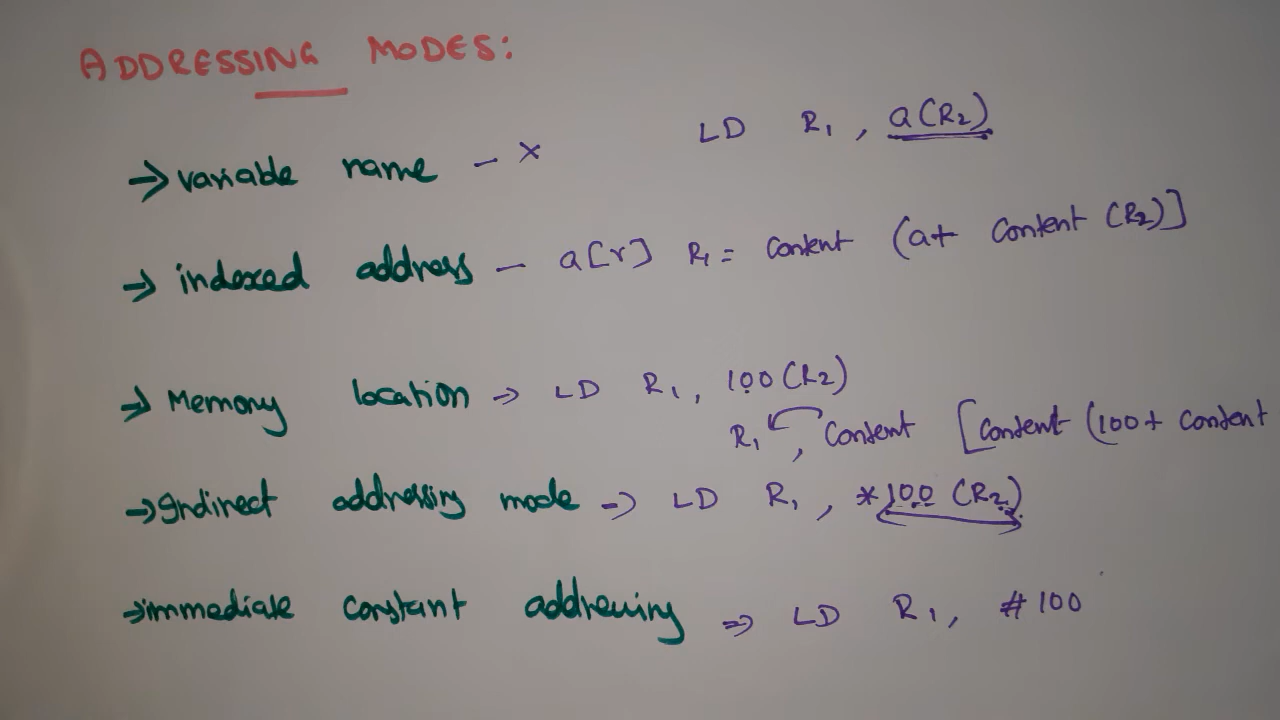 ADDRESSING MODES:
LD R1, a(R2)
→ variable name - x
→ indexed address - a[r] R1 = Content (a+ Content (R2)]
→ Memory location → LD R1, 100(R2)
R1, Content [Content (100+ Content
→ Indirect addressing mode → LD R1, *100 (R2)
→ immediate constant addressing ⇒ LD R1, #100